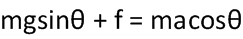 mgsinθ + f = macosθ